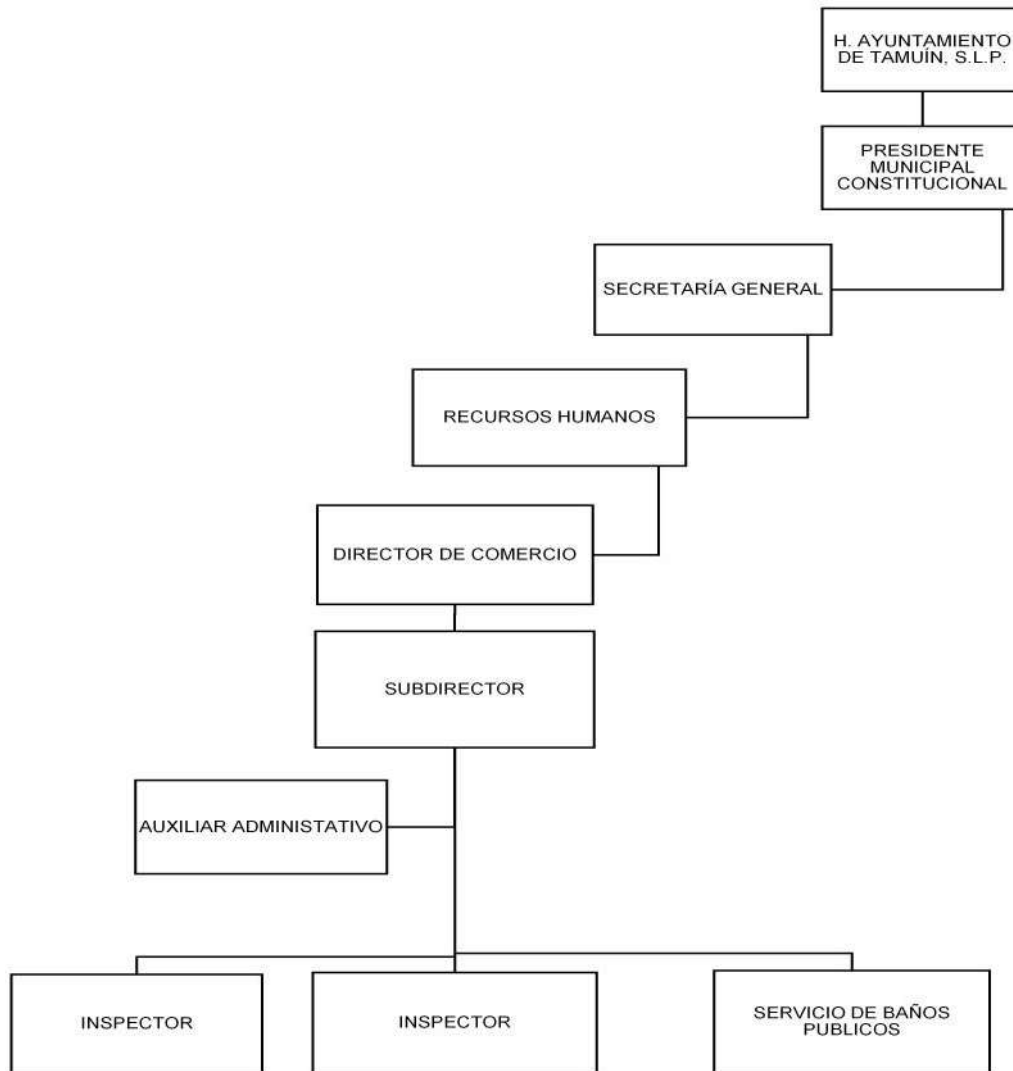 H. AYUNTAMIENTO
DE TAMUÍN, S.L.P.
PRESIDENTE
MUNICIPAL
CONSTITUCIONAL
SECRETARÍA GENERAL
RECURSOS HUMANOS
DIRECTOR DE COMERCIO
SUBDIRECTOR
AUXILIAR ADMINISTATIVO
INSPECTOR
INSPECTOR
SERVICIO DE BAÑOS
PUBLICOS